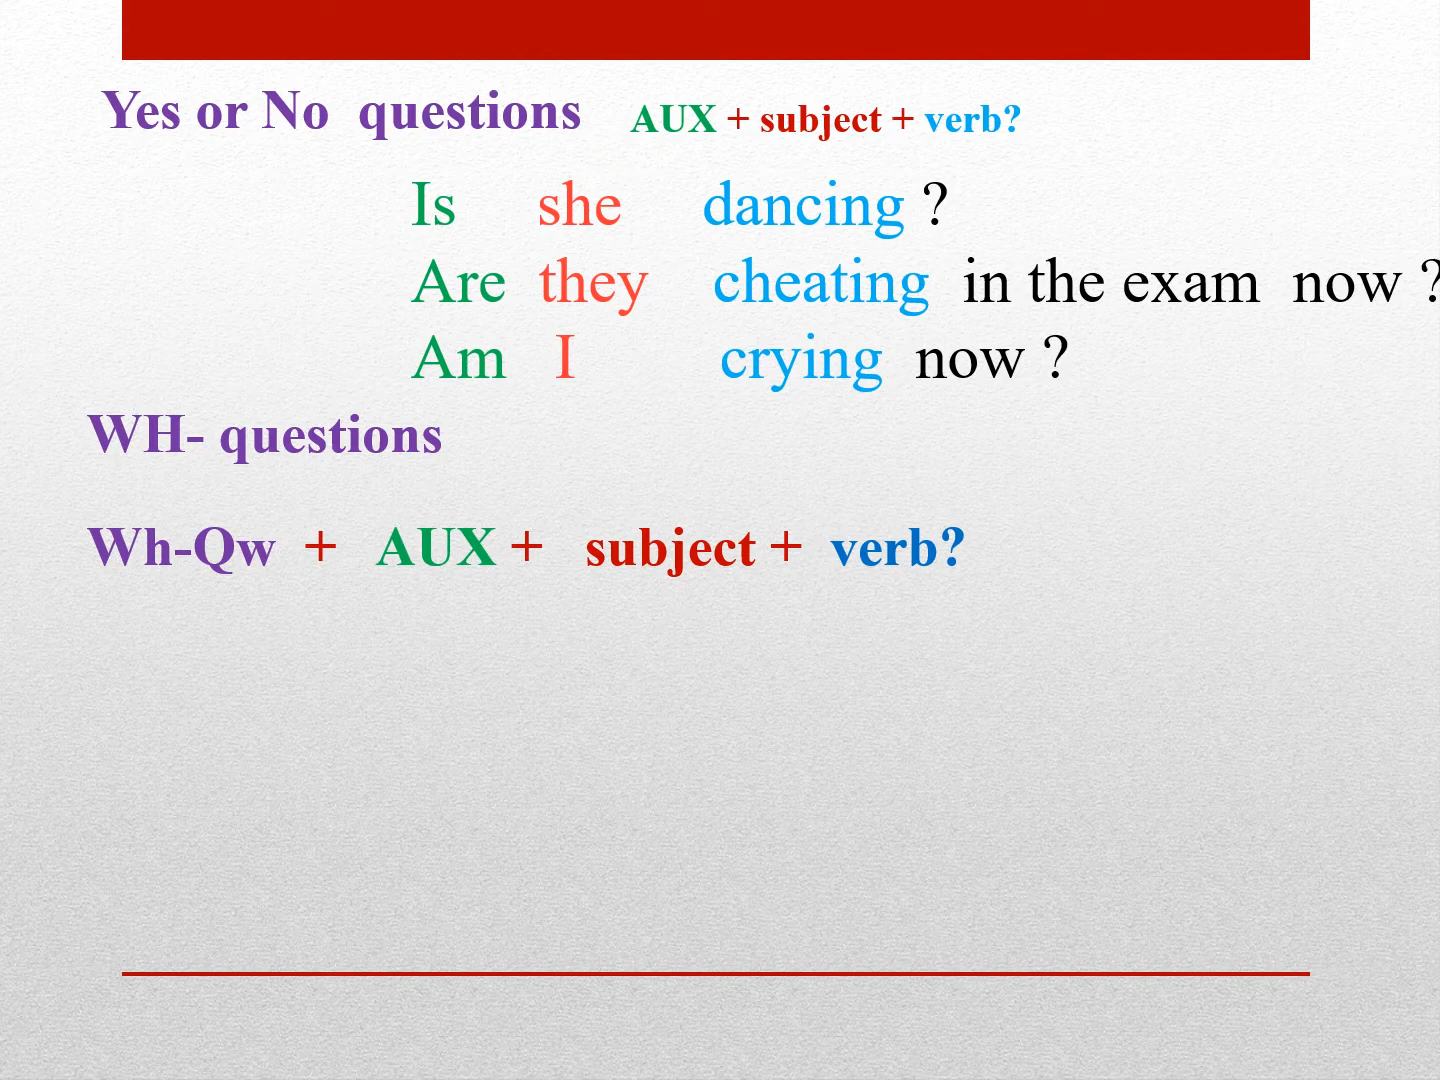 Yes or No questions AUX + subject + verb?
Is she dancing ?
Are they cheating in the exam now ?
Am I crying now ?
WH- questions
Wh-Qw + AUX + subject + verb?